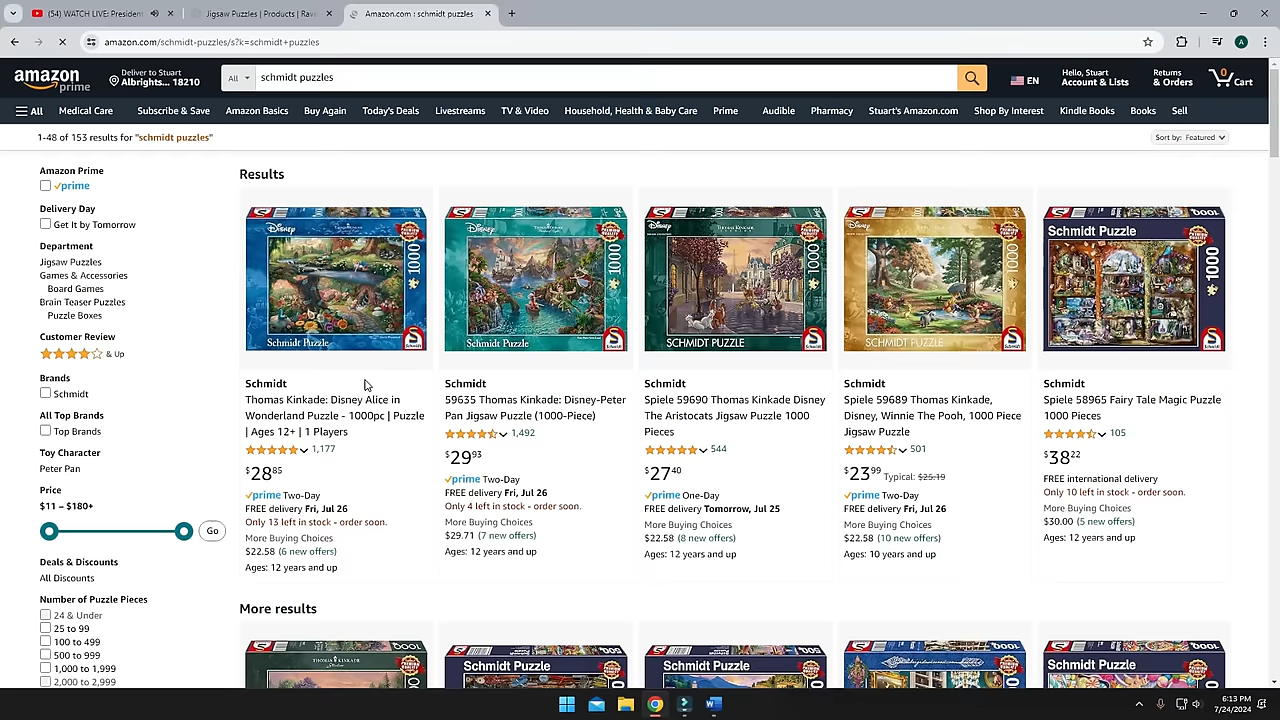 (54) WATCH LIVE: President
Jigsaw Puzzles | Products | Rav
Amazon.com : schmidt puzzles
amazon.com/schmidt-puzzles/s?k=schmidt+puzzles
A
amazon
prime
Deliver to Stuart
Albrights... 18210
All
schmidt puzzles
EN
Hello, Stuart
Account & Lists
Returns
& Orders
0
Cart
All
Medical Care
Subscribe & Save
Amazon Basics
Buy Again
Today's Deals
Livestreams
TV & Video
Household, Health & Baby Care
Prime
Audible
Pharmacy
Stuart's Amazon.com
Shop By Interest
Kindle Books
Books
Sell
1-48 of 153 results for "schmidt puzzles"
Sort by: Featured
Amazon Prime
prime
Delivery Day
Get It by Tomorrow
Department
Jigsaw Puzzles
Games & Accessories
Board Games
Brain Teaser Puzzles
Puzzle Boxes
Customer Review
& Up
Brands
Schmidt
All Top Brands
Top Brands
Toy Character
Peter Pan
Price
$11 – $180+
Go
Deals & Discounts
All Discounts
Number of Puzzle Pieces
24 & Under
25 to 99
100 to 499
500 to 999
1,000 to 1,999
2,000 to 2,999
Results
Disney
1000
Schmidt Puzzle
Schmidt
Thomas Kinkade: Disney Alice in
Wonderland Puzzle - 1000pc | Puzzle
| Ages 12+ | 1 Players
1,177
$28 85
prime Two-Day
FREE delivery Fri, Jul 26
Only 13 left in stock - order soon.
More Buying Choices
$22.58 (6 new offers)
Ages: 12 years and up
Disney
1000
Schmidt Puzzle
Schmidt
59635 Thomas Kinkade: Disney-Peter
Pan Jigsaw Puzzle (1000-Piece)
1,492
$29 93
prime Two-Day
FREE delivery Fri, Jul 26
Only 4 left in stock - order soon.
More Buying Choices
$29.71 (7 new offers)
Ages: 12 years and up
Disney
THOMAS KINKADE
1000
SCHMIDT PUZZLE
Schmidt
Spiele 59690 Thomas Kinkade Disney
The Aristocats Jigsaw Puzzle 1000
Pieces
544
$27 40
prime One-Day
FREE delivery Tomorrow, Jul 25
More Buying Choices
$22.58 (8 new offers)
Ages: 12 years and up
Disney
1000
SCHMIDT PUZZLE
Schmidt
Spiele 59689 Thomas Kinkade,
Disney, Winnie The Pooh, 1000 Piece
Jigsaw Puzzle
501
$23 99 Typical: $25.19
prime Two-Day
FREE delivery Fri, Jul 26
More Buying Choices
$22.58 (10 new offers)
Ages: 10 years and up
1000
Schmidt Puzzle
1000
Schmidt
Spiele 58965 Fairy Tale Magic Puzzle
1000 Pieces
105
$38 22
FREE international delivery
Only 10 left in stock - order soon.
More Buying Choices
$30.00 (5 new offers)
Ages: 12 years and up
More results
THOMAS KINKADE
1000
Schmidt Puzzle
500
Schmidt Puzzle
500
1000
Schmidt Puzzle
6:13 PM
7/24/2024